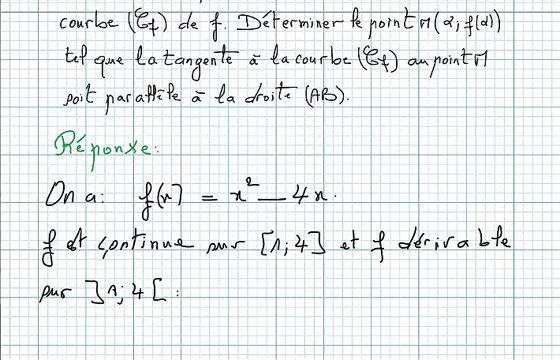 courbe (Cf) de f. Déterminer le point M(α, f(α))
tel que la tangente à la courbe (Cf) au point M
soit parallèle à la droite (AB).
Réponse:
On a: f(x) = x² - 4x.
f est continue sur [1;4] et f dérivable
sur ]1;4[ :